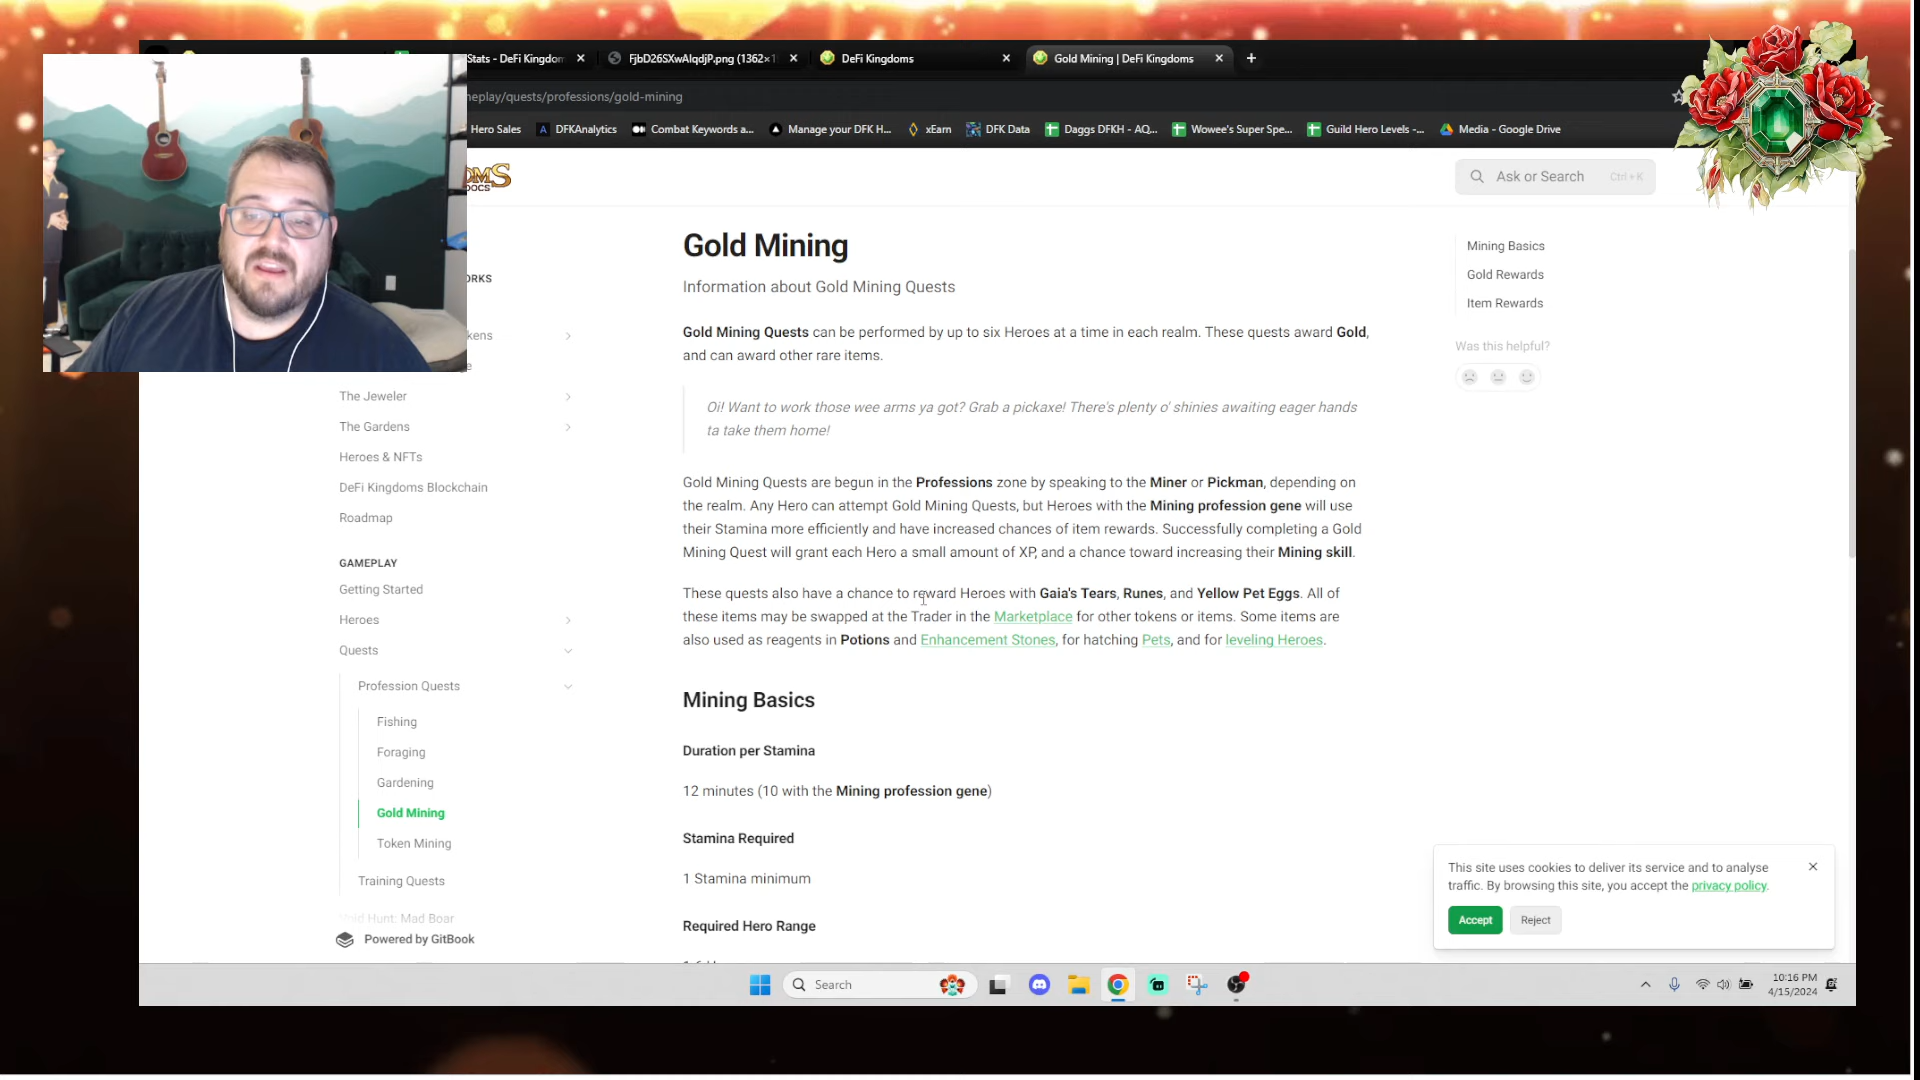 Stats - DeFi Kingdom
FjbD26SXwAIqdjP.png (1362×1
DeFi Kingdoms
Gold Mining | DeFi Kingdoms
neplay/quests/professions/gold-mining
Hero Sales
DFKAnalytics
Combat Keywords a...
Manage your DFK H...
xEarn
DFK Data
Daggs DFKH - AQ...
Wowee's Super Spe...
Guild Hero Levels -...
Media - Google Drive
OMS
DOCS
Ask or Search
Ctrl + K
ORKS
kens
e
The Jeweler
The Gardens
Heroes & NFTs
DeFi Kingdoms Blockchain
Roadmap
GAMEPLAY
Getting Started
Heroes
Quests
Profession Quests
Fishing
Foraging
Gardening
Gold Mining
Token Mining
Training Quests
Void Hunt: Mad Boar
Powered by GitBook
Gold Mining
Information about Gold Mining Quests
Gold Mining Quests can be performed by up to six Heroes at a time in each realm. These quests award Gold,
and can award other rare items.
Oi! Want to work those wee arms ya got? Grab a pickaxe! There's plenty o' shinies awaiting eager hands
ta take them home!
Gold Mining Quests are begun in the Professions zone by speaking to the Miner or Pickman, depending on
the realm. Any Hero can attempt Gold Mining Quests, but Heroes with the Mining profession gene will use
their Stamina more efficiently and have increased chances of item rewards. Successfully completing a Gold
Mining Quest will grant each Hero a small amount of XP, and a chance toward increasing their Mining skill.
These quests also have a chance to reward Heroes with Gaia's Tears, Runes, and Yellow Pet Eggs. All of
these items may be swapped at the Trader in the Marketplace for other tokens or items. Some items are
also used as reagents in Potions and Enhancement Stones, for hatching Pets, and for leveling Heroes.
Mining Basics
Duration per Stamina
12 minutes (10 with the Mining profession gene)
Stamina Required
1 Stamina minimum
Required Hero Range
Mining Basics
Gold Rewards
Item Rewards
Was this helpful?
This site uses cookies to deliver its service and to analyse
traffic. By browsing this site, you accept the privacy policy.
Accept
Reject
Search
10:16 PM
4/15/2024